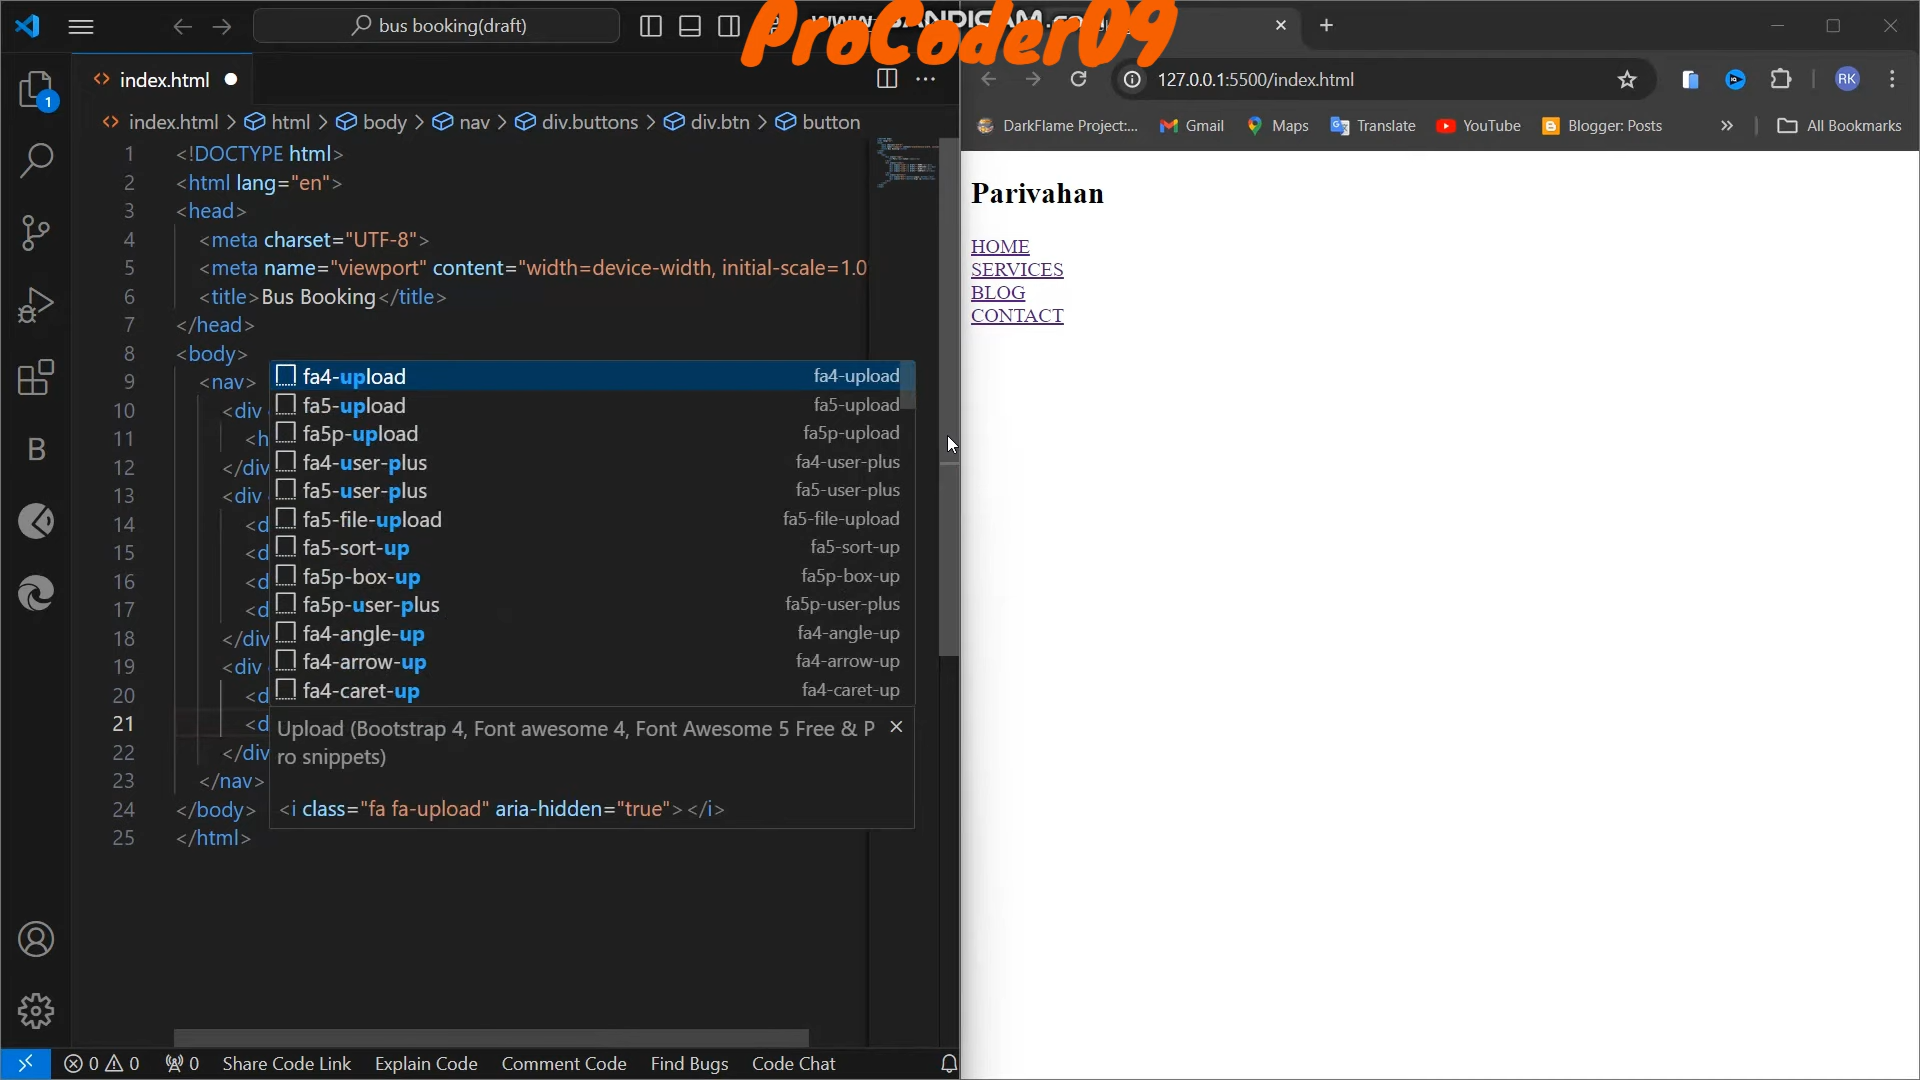 bus booking(draft)
www.BANDICAM.com
ProCoder09
index.html
127.0.0.1:5500/index.html
RK
DarkFlame Project:...
Gmail
Maps
Translate
YouTube
Blogger: Posts
All Bookmarks
1
index.html > html > body > nav > div.buttons > div.btn > button
1 <!DOCTYPE html>
2 <html lang="en">
3 <head>
4 <meta charset="UTF-8">
5 <meta name="viewport" content="width=device-width, initial-scale=1.0
6 <title>Bus Booking</title>
7 </head>
8 <body>
9 <nav>
10 <div
11 <h
12 </div
13 <div
14 <d
15 <d
16 <d
17 <d
18 </div
19 <div
20 <d
21 <d
22 </div
23 </nav>
24 </body>
25 </html>
fa4-upload fa4-upload
fa5-upload fa5-upload
fa5p-upload fa5p-upload
fa4-user-plus fa4-user-plus
fa5-user-plus fa5-user-plus
fa5-file-upload fa5-file-upload
fa5-sort-up fa5-sort-up
fa5p-box-up fa5p-box-up
fa5p-user-plus fa5p-user-plus
fa4-angle-up fa4-angle-up
fa4-arrow-up fa4-arrow-up
fa4-caret-up fa4-caret-up
Upload (Bootstrap 4, Font awesome 4, Font Awesome 5 Free & P
ro snippets)
<i class="fa fa-upload" aria-hidden="true"></i>
B
0 0 0 Share Code Link Explain Code Comment Code Find Bugs Code Chat
Parivahan
HOME
SERVICES
BLOG
CONTACT